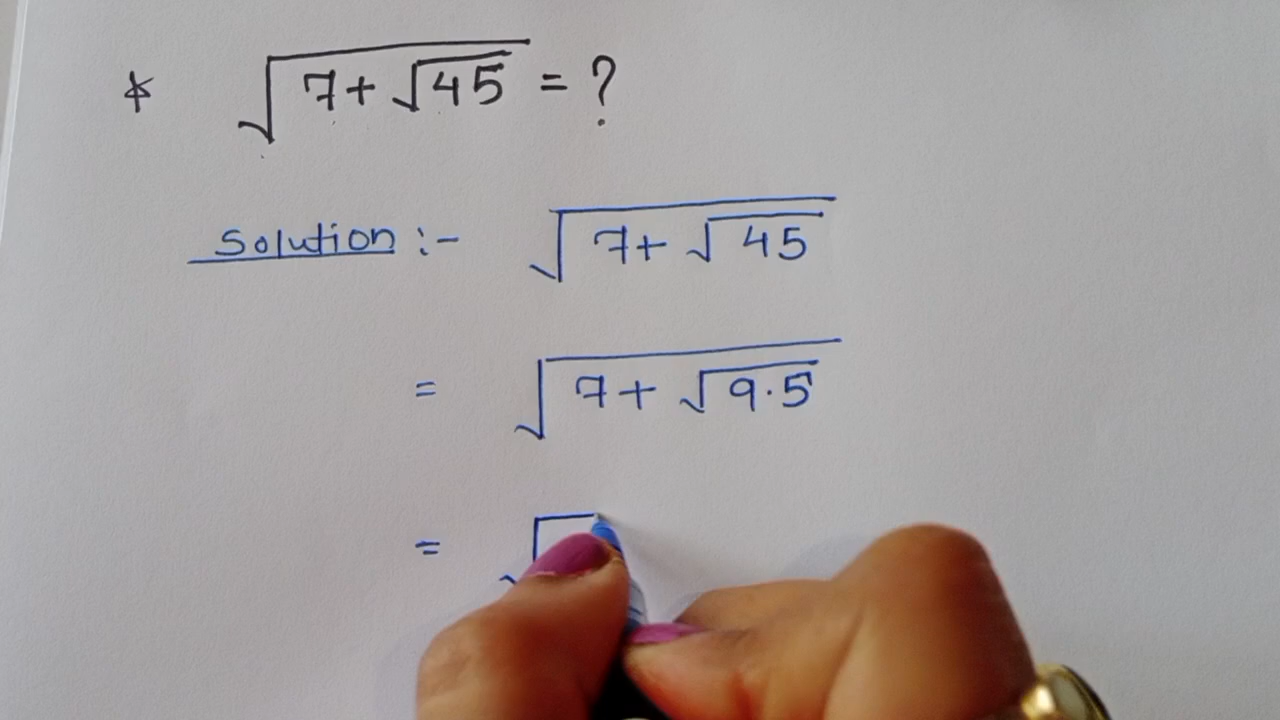 * √(7+√45) = ?
Solution :- √(7+√45)
= √(7+√(9.5))
= √